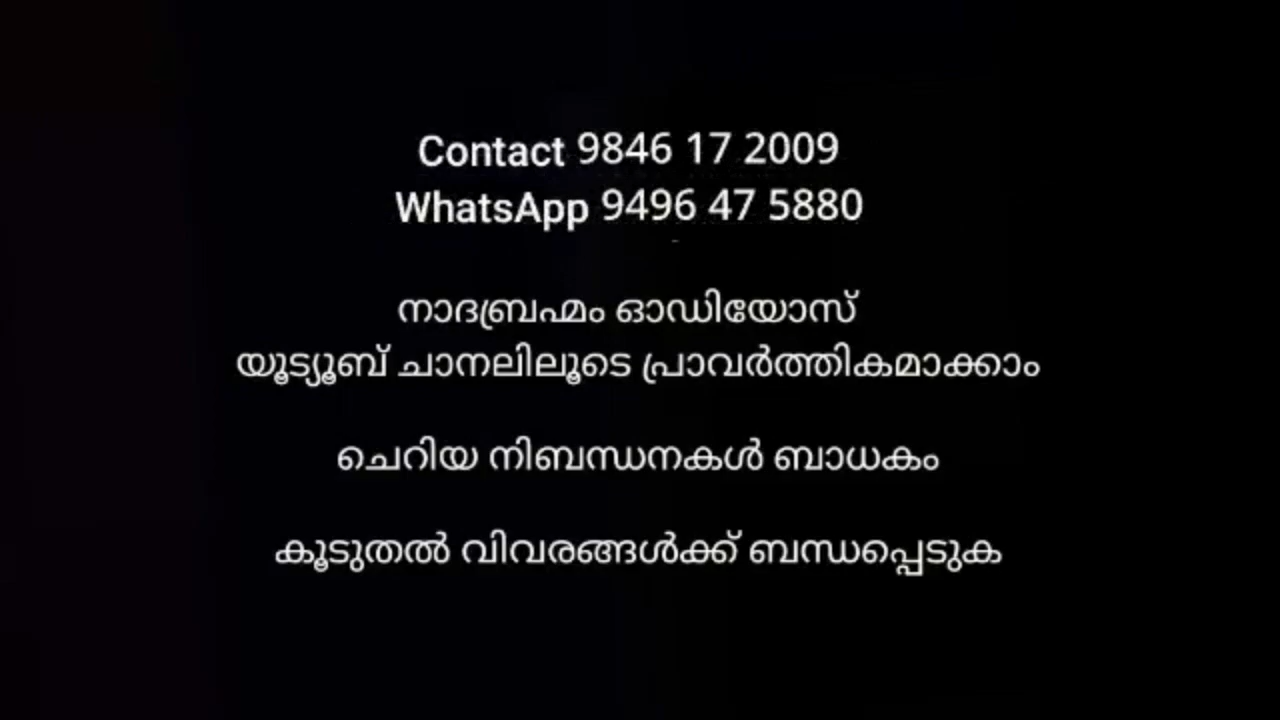 Contact 9846 17 2009
WhatsApp 9496 47 5880
നാദബ്രഹ്മം ഓഡിയോസ്
യൂട്യൂബ് ചാനലിലൂടെ പ്രാവർത്തികമാക്കാം
ചെറിയ നിബന്ധനകൾ ബാധകം
കൂടുതൽ വിവരങ്ങൾക്ക് ബന്ധപ്പെടുക